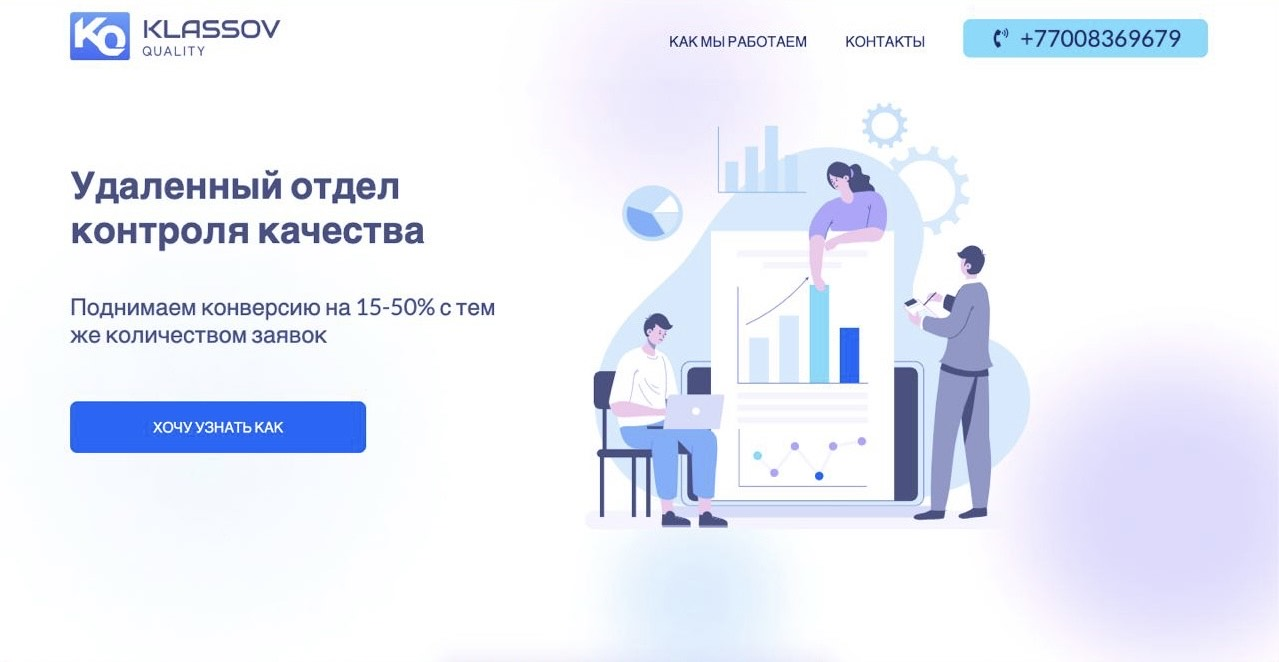 KQ KLASSOV
QUALITY
КАК МЫ РАБОТАЕМ
КОНТАКТЫ
+77008369679
Удаленный отдел
контроля качества
Поднимаем конверсию на 15-50% с тем
же количеством заявок
ХОЧУ УЗНАТЬ КАК